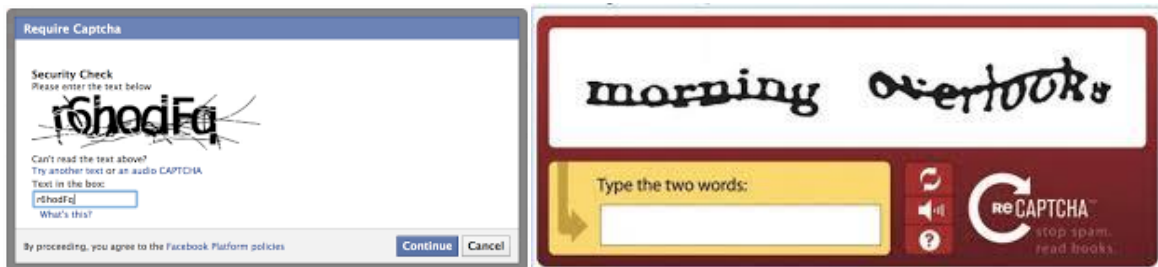 Require Captcha
Security Check
Please enter the text below
r6hodFq
Can't read the text above?
Try another text or an audio CAPTCHA
Text in the box:
r6hodFq
What's this?
By proceeding, you agree to the Facebook Platform policies
Continue Cancel
morning overlooks
Type the two words:
?
reCAPTCHA™
stop spam.
read books.